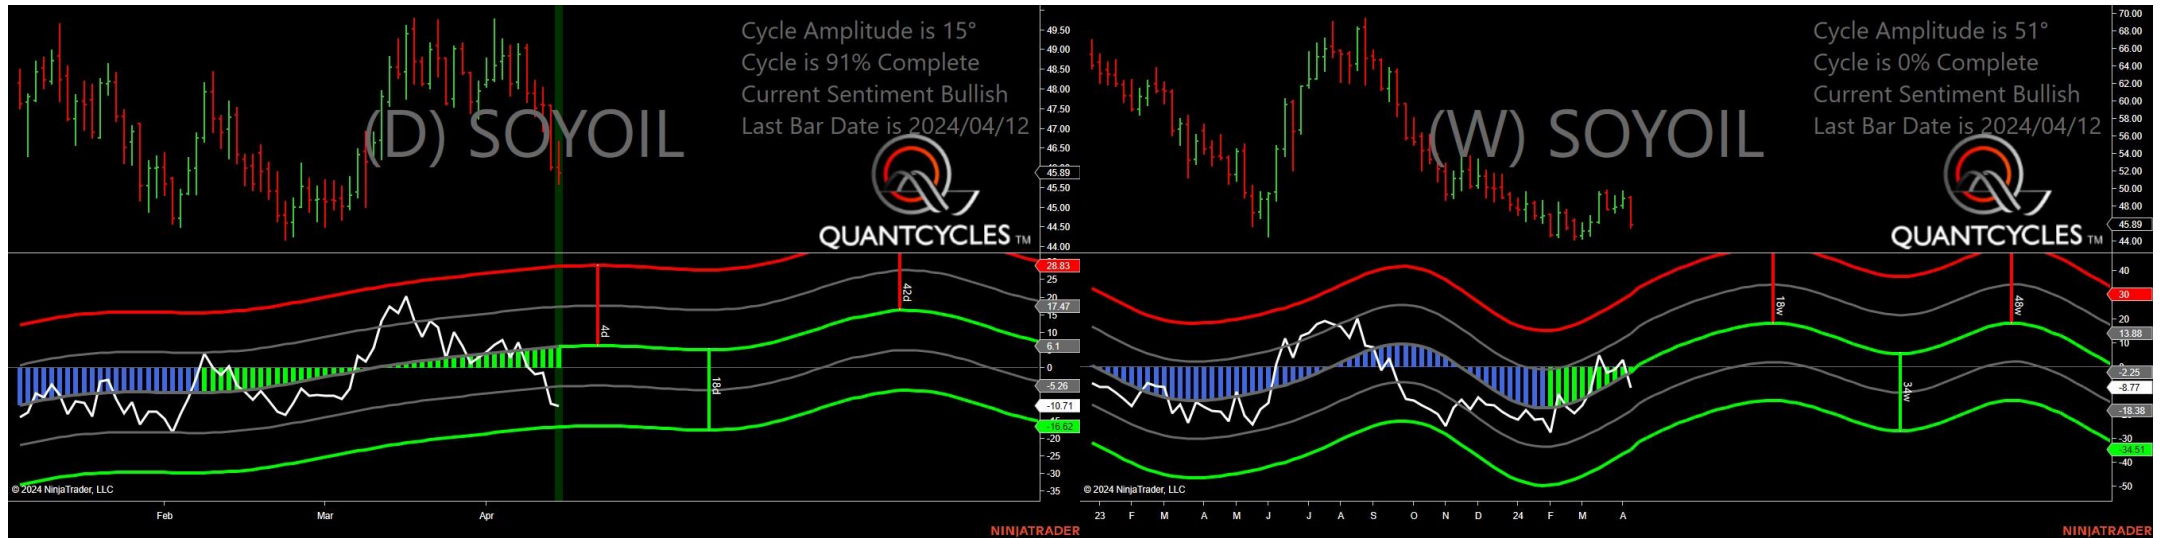 Cycle Amplitude is 15°
Cycle is 91% Complete
Current Sentiment Bullish
Last Bar Date is 2024/04/12
(D) SOYOIL
QUANTCYCLES TM
49.50
49.00
48.50
48.00
47.50
47.00
46.50
45.89
45.50
45.00
44.50
44.00
28.83
25
20
17.47
15
10
6.1
0
-5.26
-10.71
-16.62
-20
-25
-30
-35
4d
18d
42d
© 2024 NinjaTrader, LLC
Feb
Mar
Apr
NINJATRADER
Cycle Amplitude is 51°
Cycle is 0% Complete
Current Sentiment Bullish
Last Bar Date is 2024/04/12
(W) SOYOIL
QUANTCYCLES TM
70.00
68.00
66.00
64.00
62.00
60.00
58.00
56.00
54.00
52.00
50.00
48.00
45.89
44.00
40
30
20
13.88
10
-2.25
-8.77
-18.38
-30
-34.51
-40
-50
18w
34w
48w
© 2024 NinjaTrader, LLC
23 F M A M J J A S O N D 24 F M A
NINJATRADER